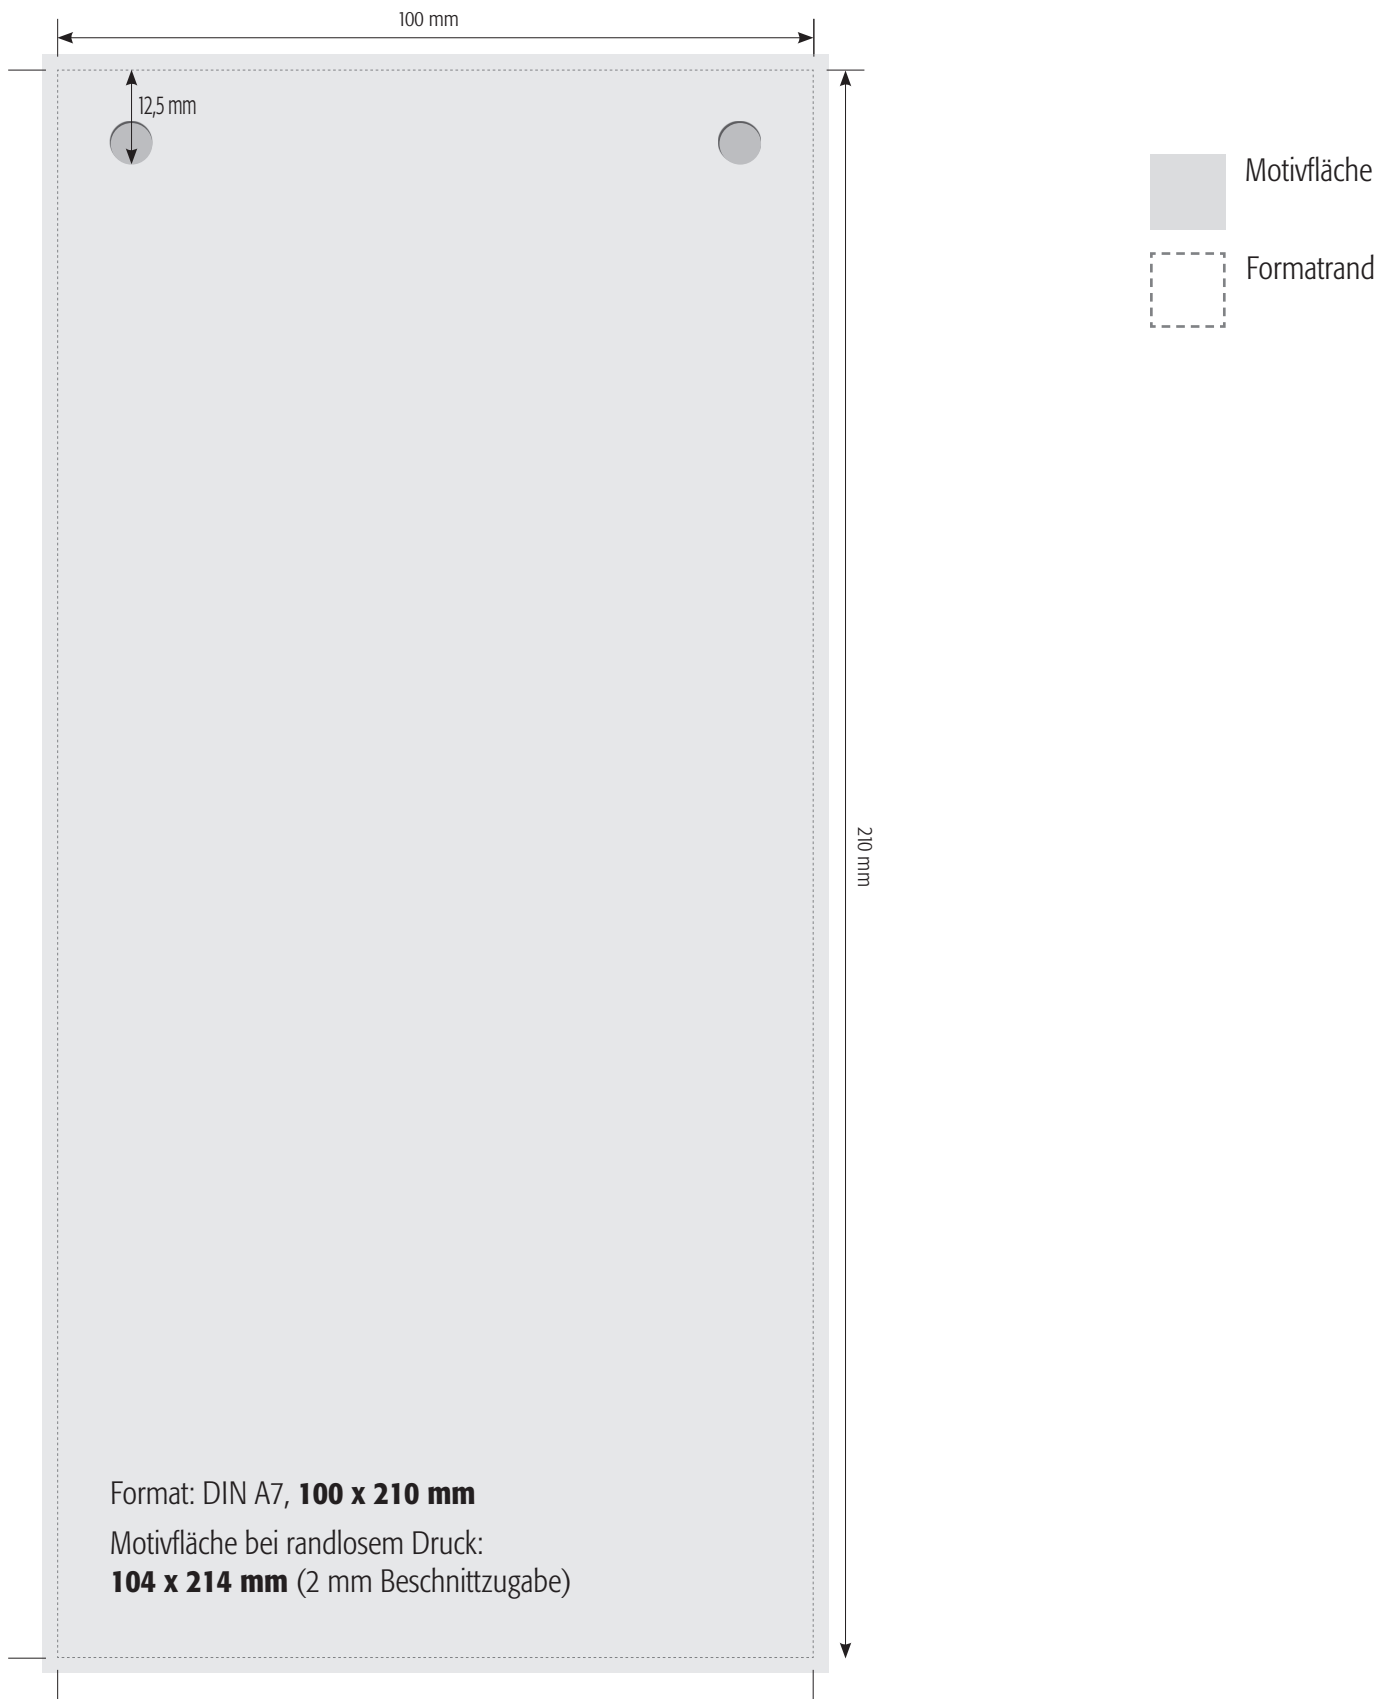 100 mm
12,5 mm
Motivfläche
Formatrand
210 mm
Format: DIN A7, 100 x 210 mm
Motivfläche bei randlosem Druck:
104 x 214 mm (2 mm Beschnittzugabe)